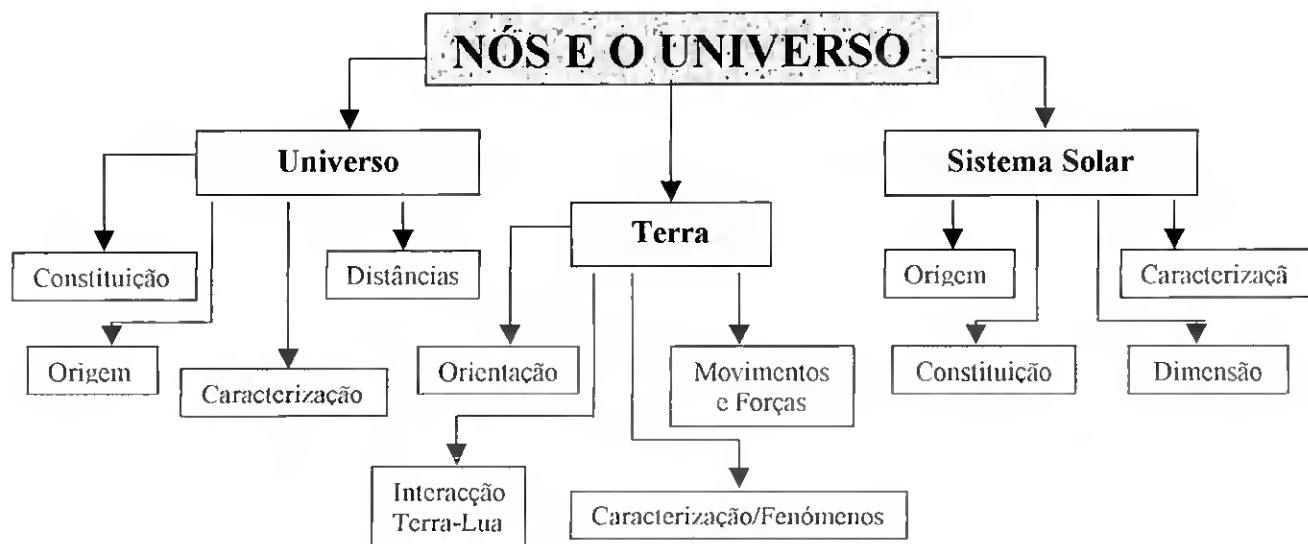 NÓS E O UNIVERSO
Universo
Constituição
Origem
Caracterização
Distâncias
Terra
Orientação
Interacção
Terra-Lua
Caracterização/Fenómenos
Movimentos
e Forças
Sistema Solar
Origem
Constituição
Dimensão
Caracterizaçã